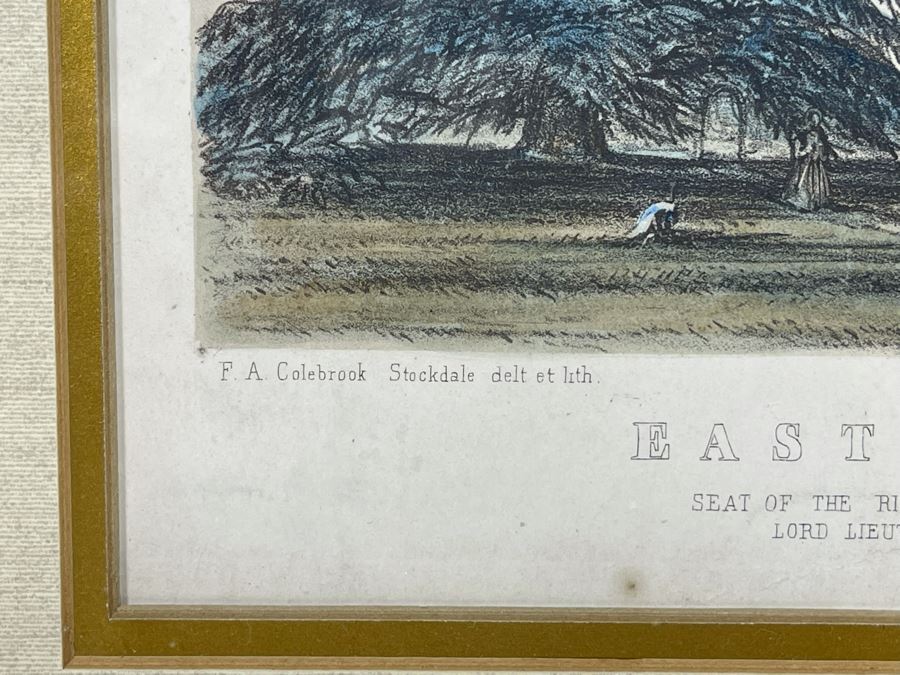 F. A. Colebrook Stockdale delt et lith.
EAST
SEAT OF THE
LORD